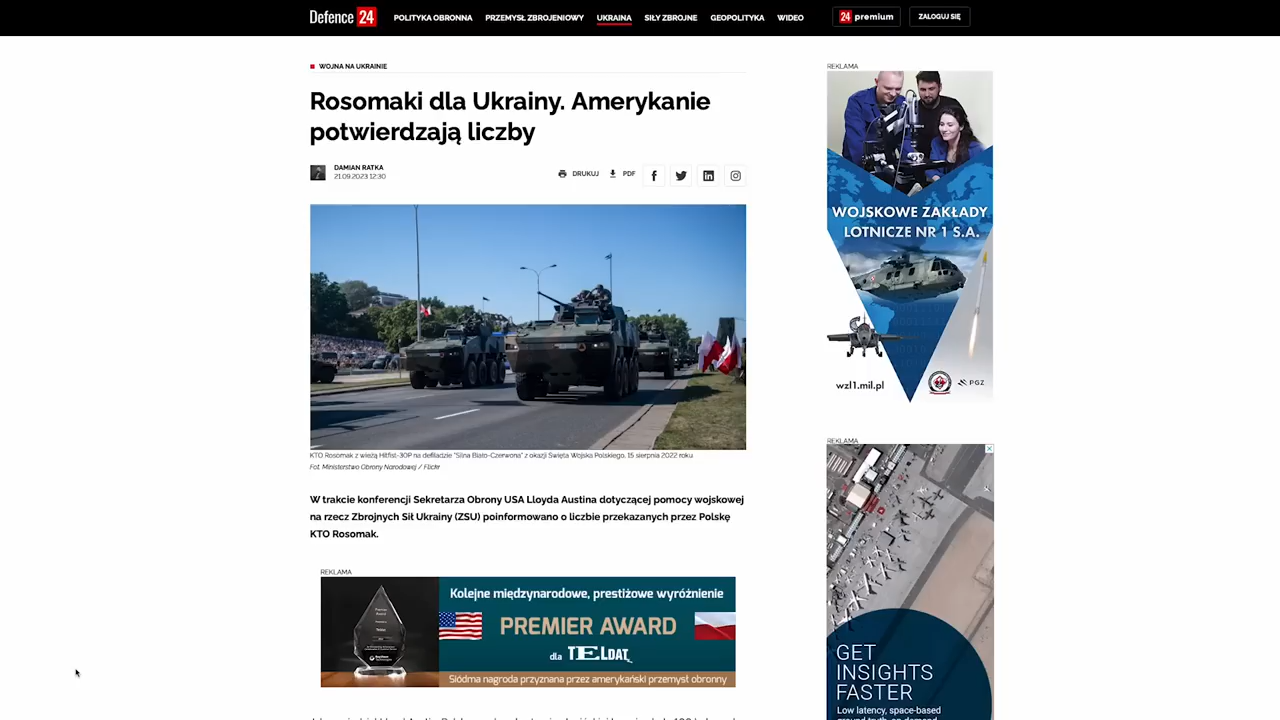 Defence 24
POLITYKA OBRONNA PRZEMYSŁ ZBROJENIOWY UKRAINA SIŁY ZBROJNE GEOPOLITYKA WIDEO
24 premium
ZALOGUJ SIĘ
WOJNA NA UKRAINIE
Rosomaki dla Ukrainy. Amerykanie
potwierdzają liczby
DAMIAN RATKA
21.09.2023 12:30
DRUKUJ PDF
KTO Rosomak z wieżą Hitfist-30P na defiladzie "Silna Biało-Czerwona" z okazji Święta Wojska Polskiego, 15 sierpnia 2022 roku
Fot. Ministerstwo Obrony Narodowej / Flickr
W trakcie konferencji Sekretarza Obrony USA Lloyda Austina dotyczącej pomocy wojskowej
na rzecz Zbrojnych Sił Ukrainy (ZSU) poinformowano o liczbie przekazanych przez Polskę
KTO Rosomak.
REKLAMA
Kolejne międzynarodowe, prestiżowe wyróżnienie
PREMIER AWARD
dla TELDAT
Siódma nagroda przyznana przez amerykański przemysł obronny
REKLAMA
WOJSKOWE ZAKŁADY
LOTNICZE NR 1 S.A.
wzl1.mil.pl
PGZ
REKLAMA
GET
INSIGHTS
FASTER
Low latency, space-based